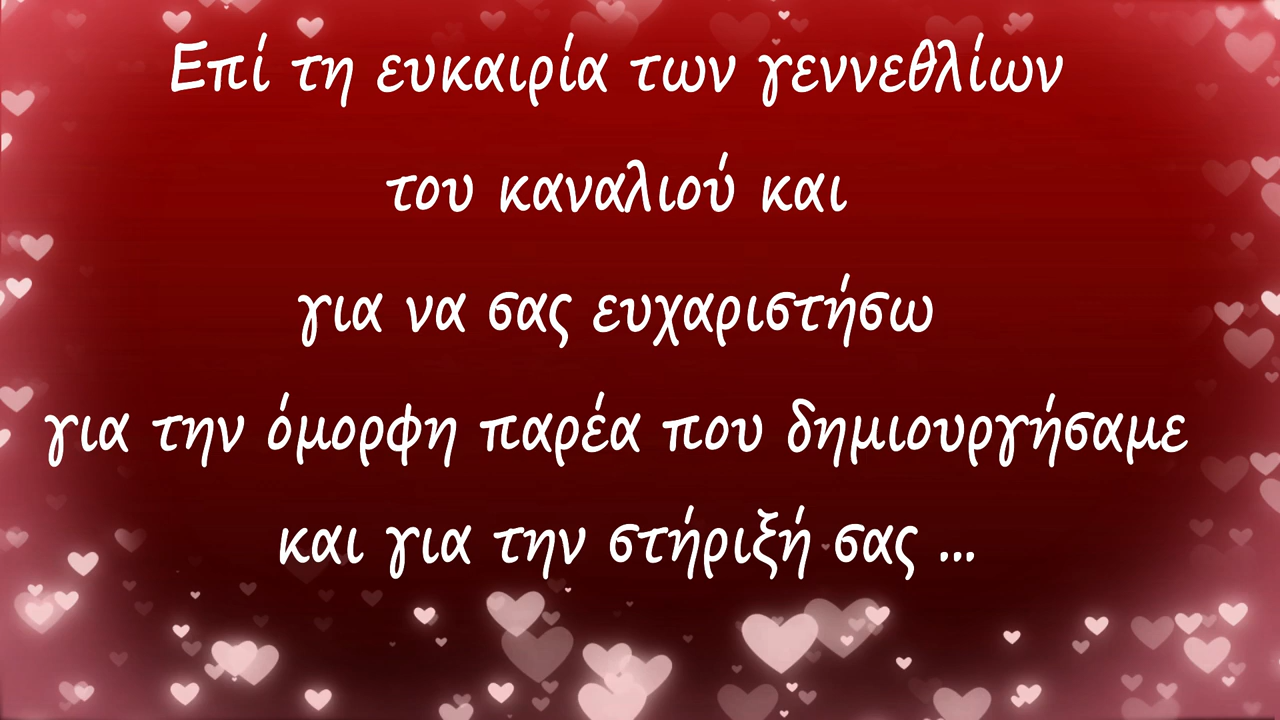 Επί τη ευκαιρία των γεννεθλίων
του καναλιού και
για να σας ευχαριστήσω
για την όμορφη παρέα που δημιουργήσαμε
και για την στήριξή σας ...